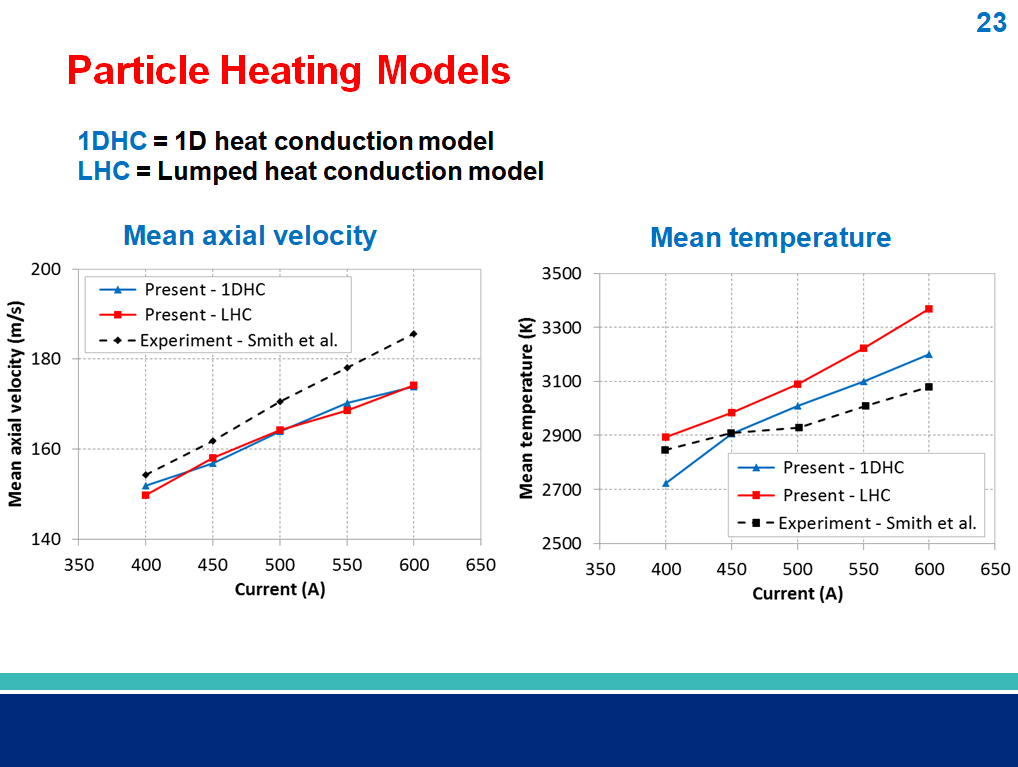 23
Particle Heating Models
1DHC = 1D heat conduction model
LHC = Lumped heat conduction model
Mean axial velocity
200
180
160
140
Mean axial velocity (m/s)
Present - 1DHC
Present - LHC
Experiment - Smith et al.
350 400 450 500 550 600 650
Current (A)
Mean temperature
3500
3300
3100
2900
2700
2500
Mean temperature (K)
Present - 1DHC
Present - LHC
Experiment - Smith et al.
350 400 450 500 550 600 650
Current (A)